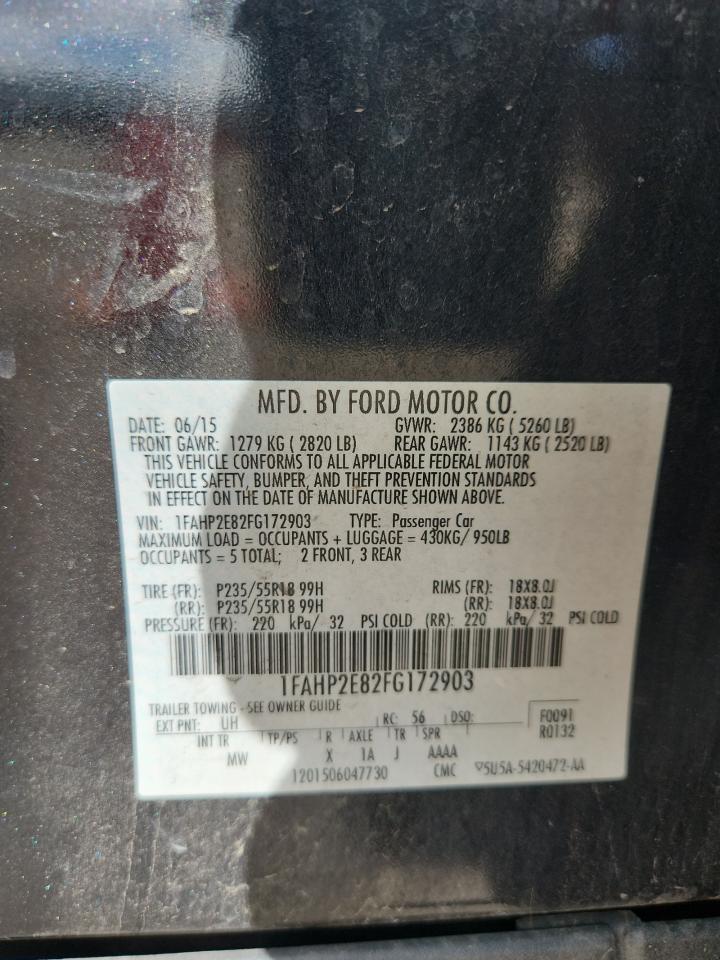 MFD. BY FORD MOTOR CO.
DATE: 06/15 GVWR: 2386 KG ( 5260 LB)
FRONT GAWR: 1279 KG ( 2820 LB) REAR GAWR: 1143 KG ( 2520 LB)
THIS VEHICLE CONFORMS TO ALL APPLICABLE FEDERAL MOTOR
VEHICLE SAFETY, BUMPER, AND THEFT PREVENTION STANDARDS
IN EFFECT ON THE DATE OF MANUFACTURE SHOWN ABOVE.
VIN: 1FAHP2E82FG172903 TYPE: Passenger Car
MAXIMUM LOAD = OCCUPANTS + LUGGAGE = 430KG/ 950LB
OCCUPANTS = 5 TOTAL; 2 FRONT, 3 REAR
TIRE (FR): P235/55R18 99H RIMS (FR): 18X8.0J
(RR): P235/55R18 99H (RR): 18X8.0J
PRESSURE (FR): 220 kPa/ 32 PSI COLD (RR): 220 kPa/ 32 PSI COLD
1FAHP2E82FG172903
TRAILER TOWING - SEE OWNER GUIDE
EXT PNT: UH RC: 56 DSO: F0091
R0132
INT TR TP/PS R AXLE TR SPR
MW X 1A J AAAA
1201506047730 CMC 5U5A-5420472-AA